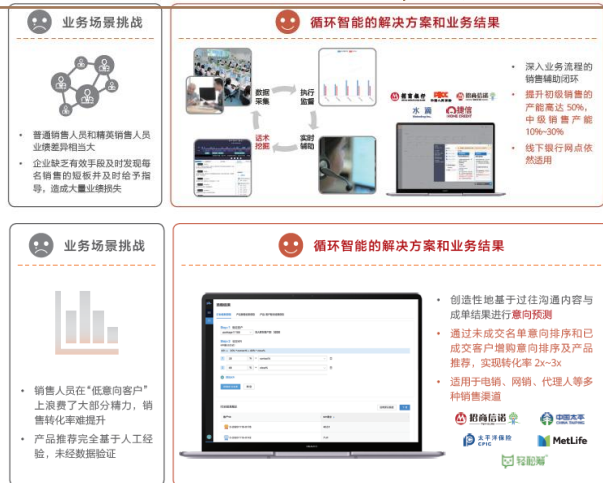 业务场景挑战
普通销售人员和精英销售人员
业绩差异相当大
企业缺乏有效手段及时发现每
名销售的短板并及时给予指
导，造成大量业绩损失
循环智能的解决方案和业务结果
数据
采集
执行
监督
话术
挖掘
实时
辅助
招商银行
招商信诺
水滴
捷信
HOME CREDIT
深入业务流程的
销售辅助闭环
提升初级销售的
产能高达 50%，
中级销售产能
10%~30%
线下银行网点依
然适用
业务场景挑战
销售人员在“低意向客户”
上浪费了大部分精力，销
售转化率难提升
产品推荐完全基于人工经
验，未经数据验证
循环智能的解决方案和业务结果
创造性地基于过往沟通内容与
成单结果进行意向预测
通过未成交名单意向排序和已
成交客户增购意向排序及产品
推荐，实现转化率 2x~3x
适用于电销、网销、代理人等多
种销售渠道
招商信诺
中国太平
CHINA TAIPING
太平洋保险
CPIC
MetLife
轻松筹